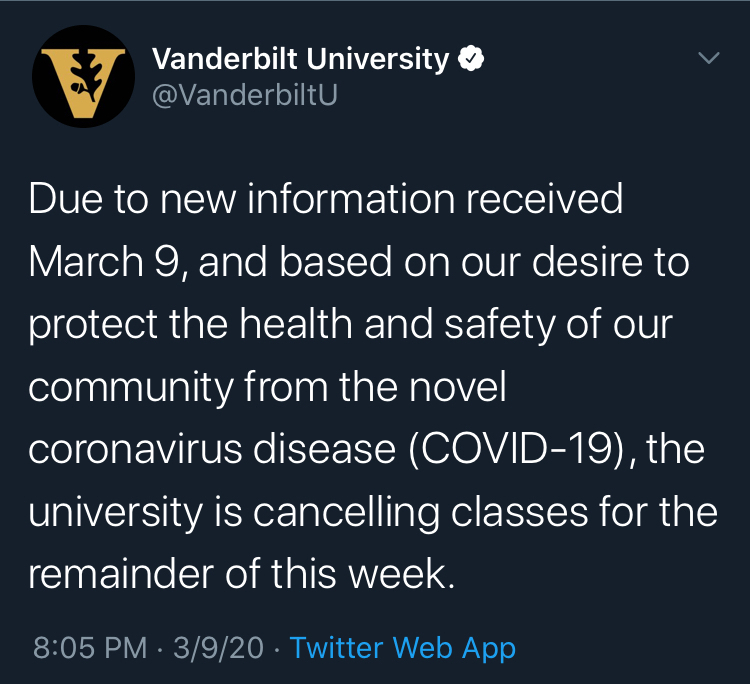 Vanderbilt University
@VanderbiltU
Due to new information received
March 9, and based on our desire to
protect the health and safety of our
community from the novel
coronavirus disease (COVID-19), the
university is cancelling classes for the
remainder of this week.
8:05 PM · 3/9/20 · Twitter Web App